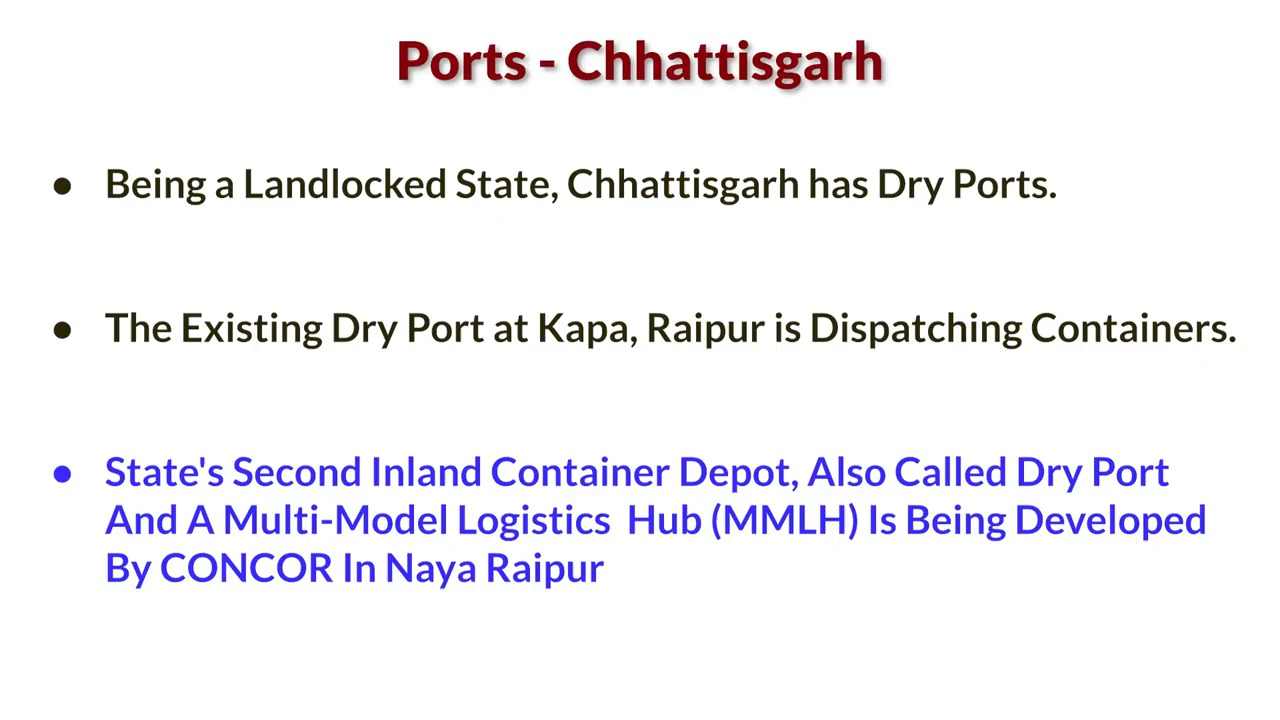 Ports - Chhattisgarh
● Being a Landlocked State, Chhattisgarh has Dry Ports.
● The Existing Dry Port at Kapa, Raipur is Dispatching Containers.
● State's Second Inland Container Depot, Also Called Dry Port
And A Multi-Model Logistics Hub (MMLH) Is Being Developed
By CONCOR In Naya Raipur